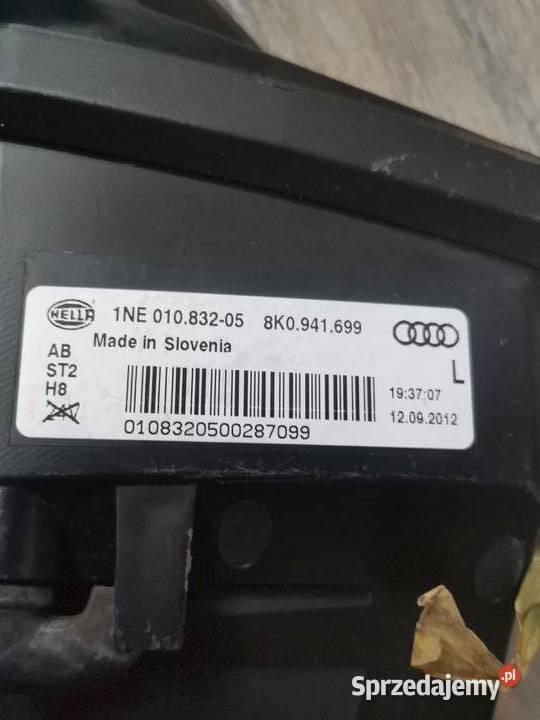 HELLA 1NE 010.832-05 8K0.941.699
Made in Slovenia
AB
ST2
H8
L
19:37:07
12.09.2012
0108320500287099
Sprzedajemy.pl